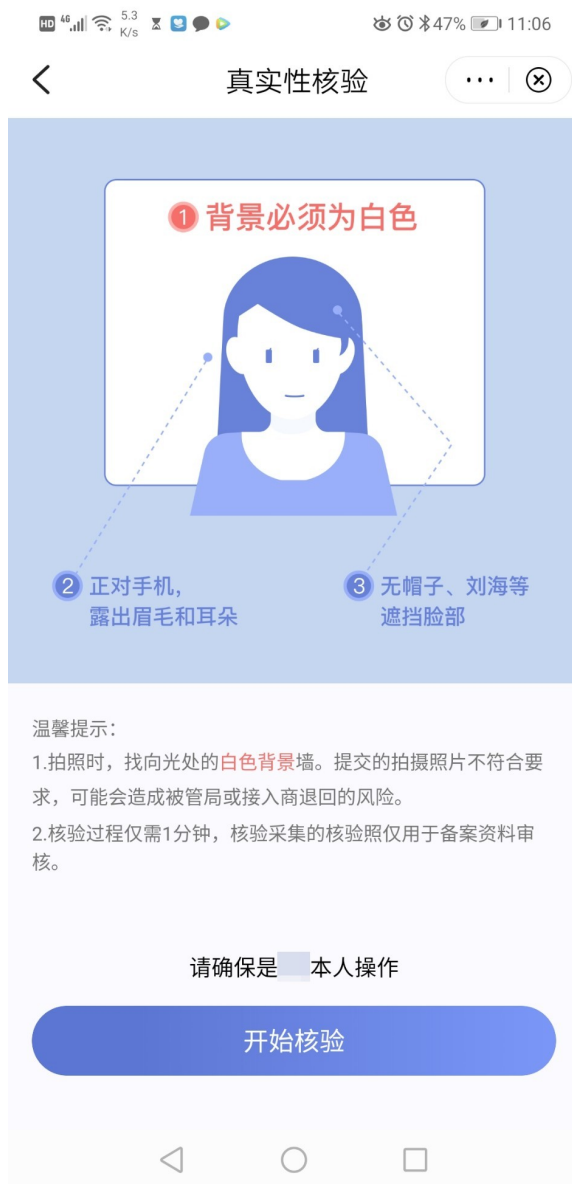 HD 4G 5.3 K/s 47% 11:06
真实性核验
1 背景必须为白色
2 正对手机,
露出眉毛和耳朵
3 无帽子、刘海等
遮挡脸部
温馨提示：
1.拍照时，找向光处的白色背景墙。提交的拍摄照片不符合要
求，可能会造成被管局或接入商退回的风险。
2.核验过程仅需1分钟，核验采集的核验照仅用于备案资料审
核。
请确保是 本人操作
开始核验